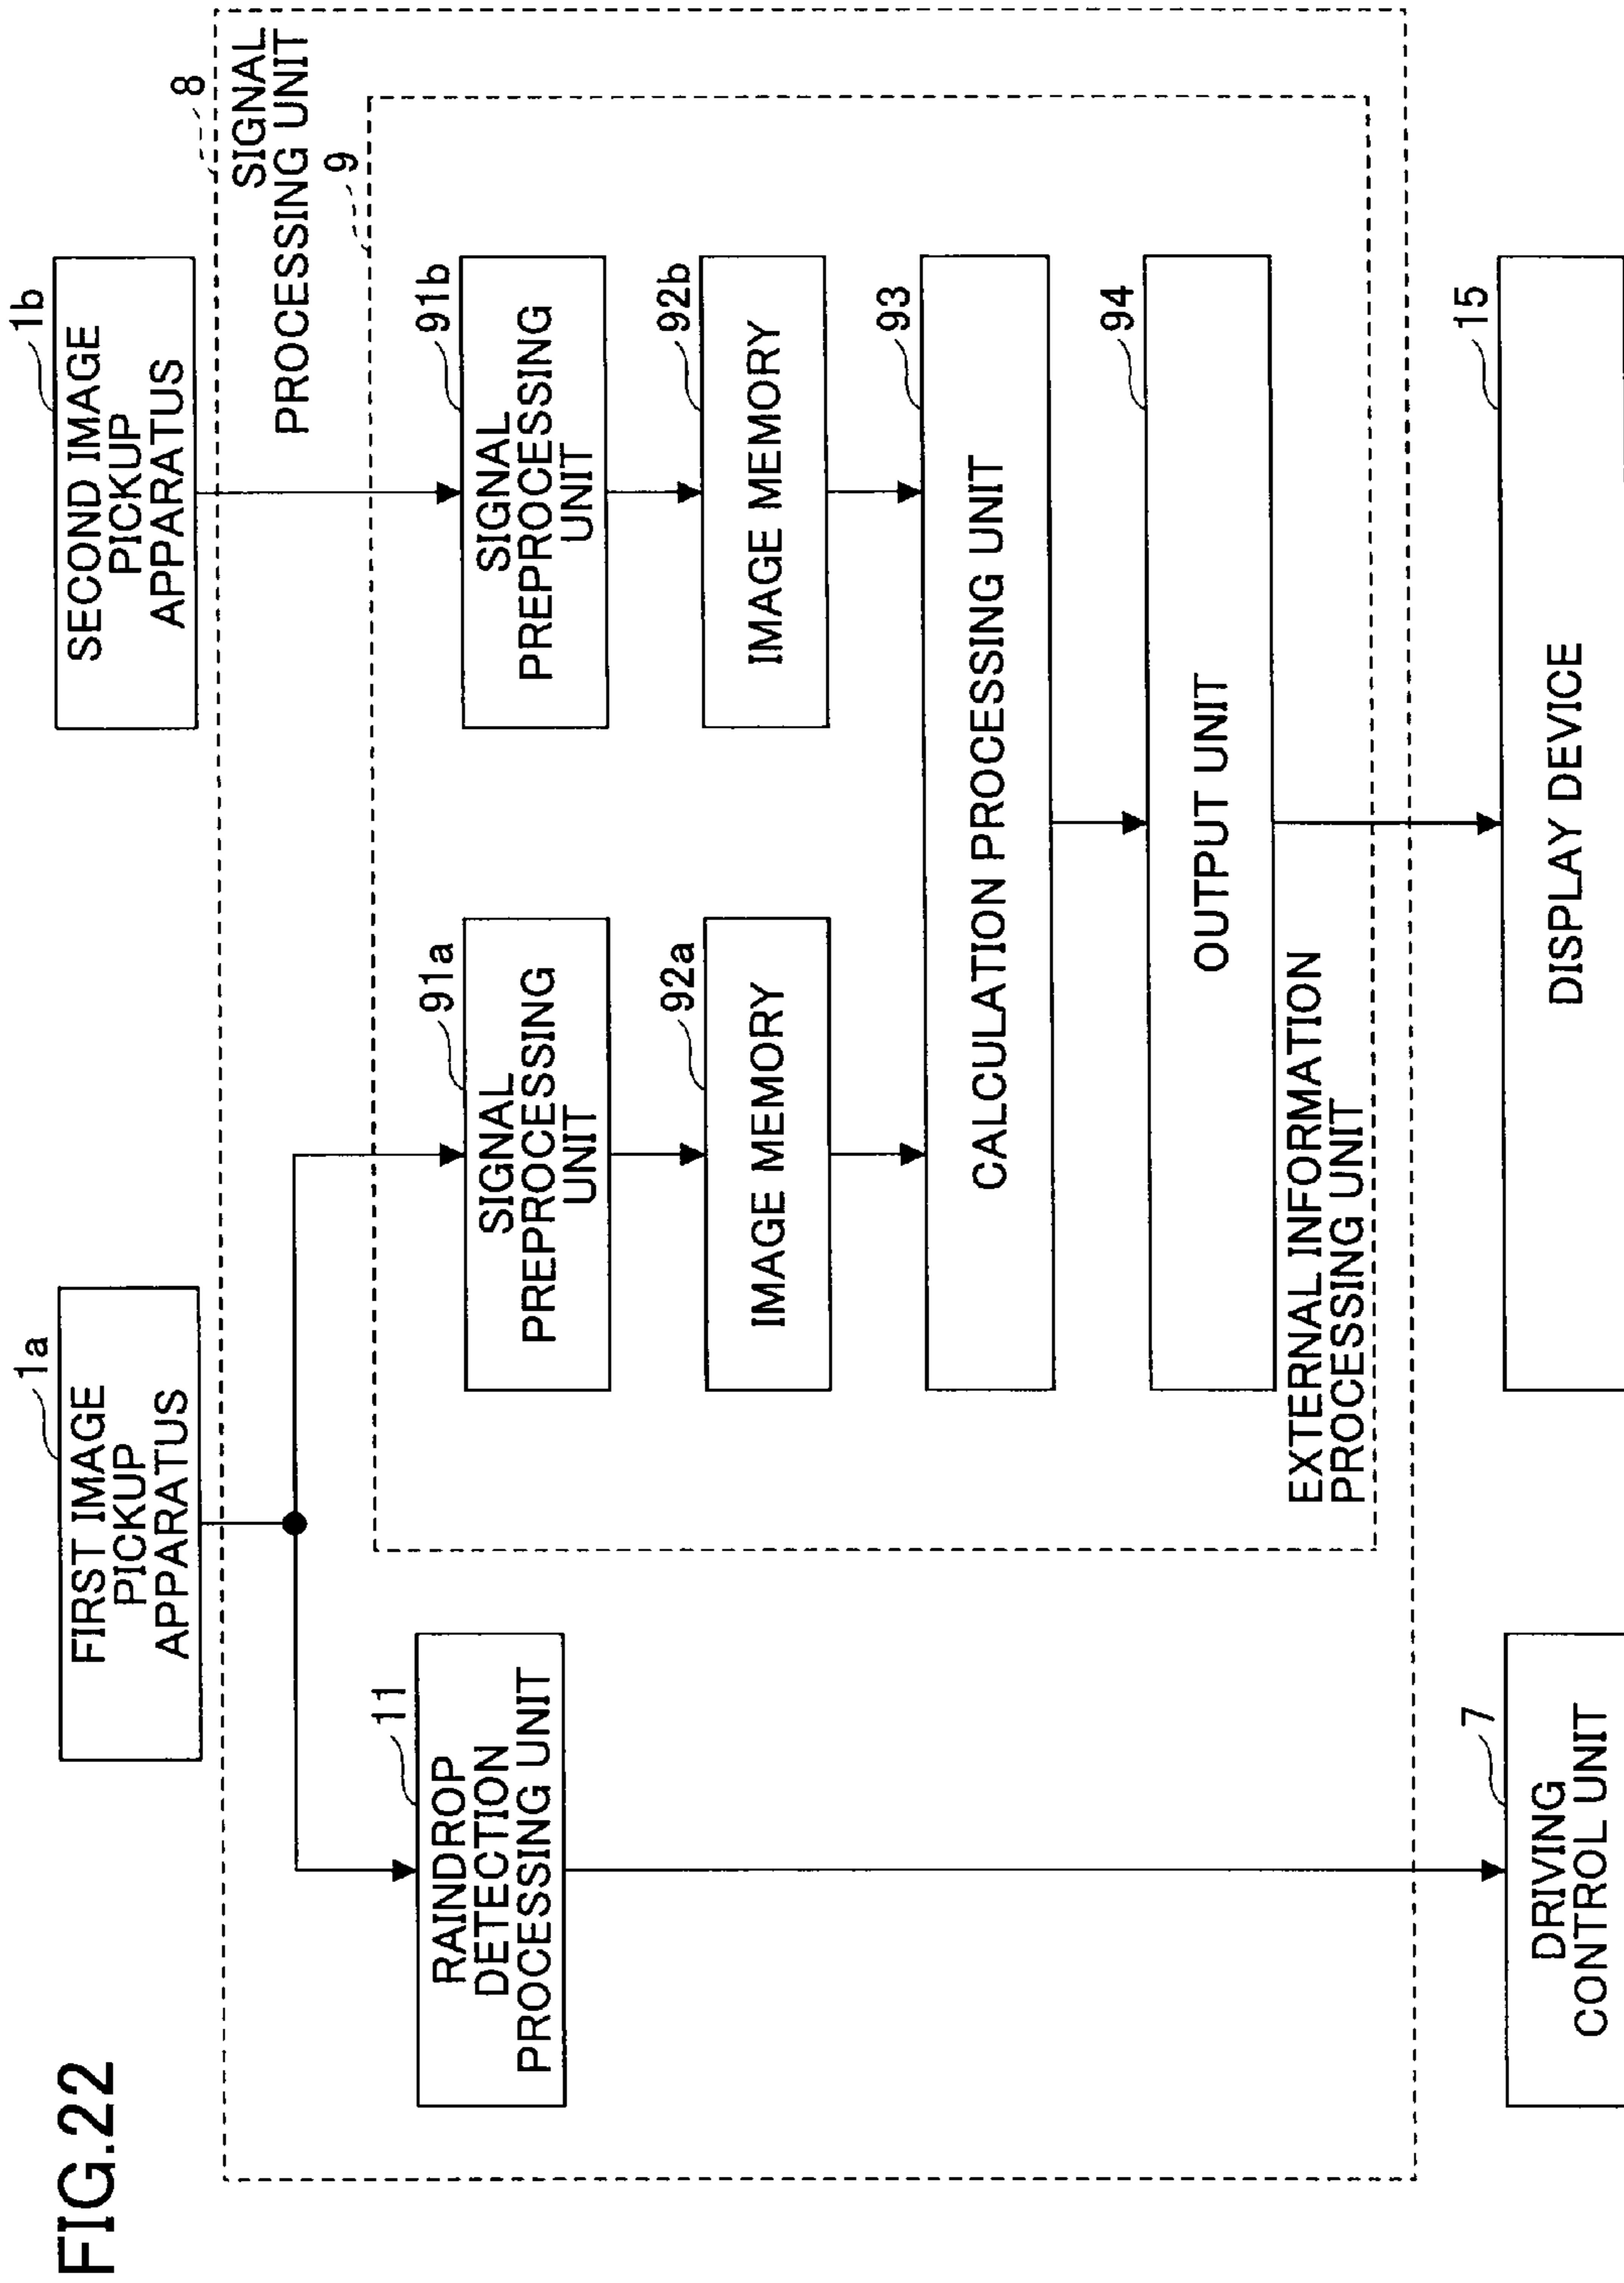 FIG.22
1a
FIRST IMAGE
PICKUP
APPARATUS
1b
SECOND IMAGE
PICKUP
APPARATUS
8
SIGNAL
PROCESSING UNIT
9
11
RAINDROP
DETECTION
PROCESSING UNIT
91a
SIGNAL
PREPROCESSING
UNIT
91b
SIGNAL
PREPROCESSING
UNIT
92a
IMAGE MEMORY
92b
IMAGE MEMORY
93
CALCULATION PROCESSING UNIT
94
OUTPUT UNIT
EXTERNAL INFORMATION
PROCESSING UNIT
7
DRIVING
CONTROL UNIT
15
DISPLAY DEVICE